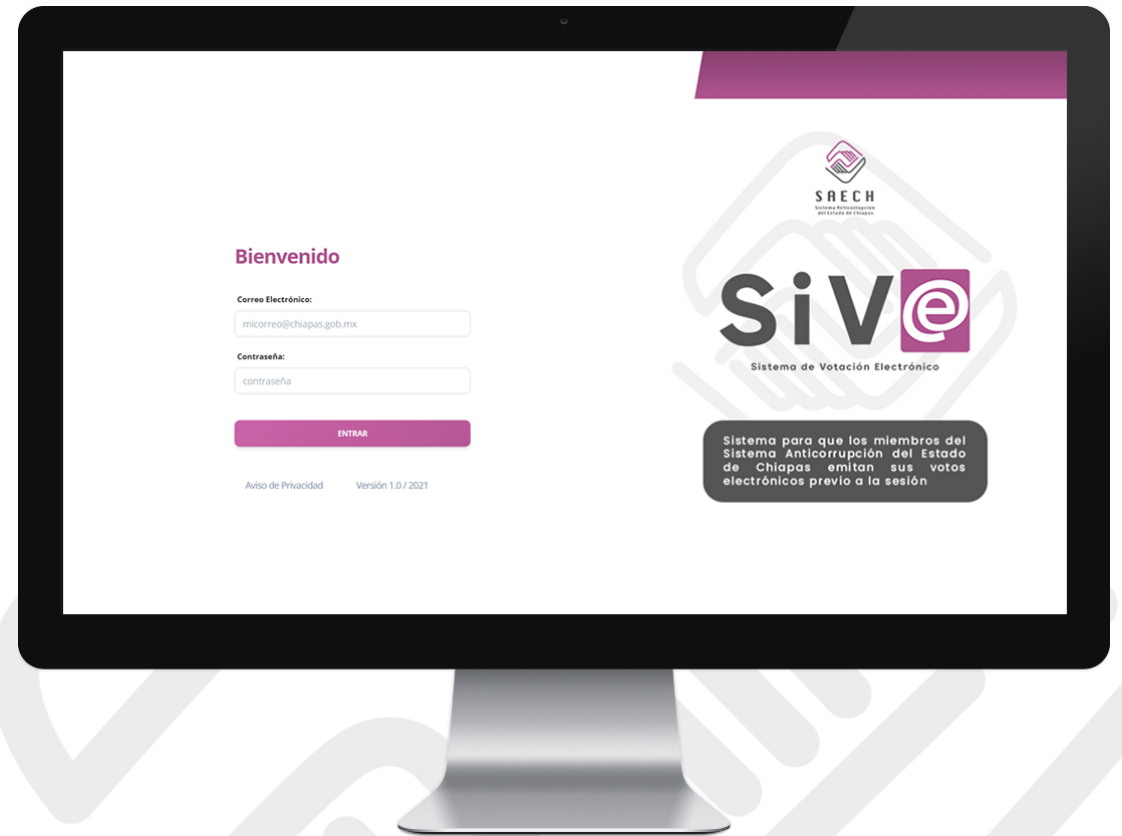 Bienvenido
Correo Electrónico:
micorreo@chiapas.gob.mx
Contraseña:
contraseña
ENTRAR
Aviso de Privacidad Versión 1.0 / 2021
SAECH
Sistema Anticorrupción
del Estado de Chiapas
SiVe
Sistema de Votación Electrónico
Sistema para que los miembros del
Sistema Anticorrupción del Estado
de Chiapas emitan sus votos
electrónicos previo a la sesión